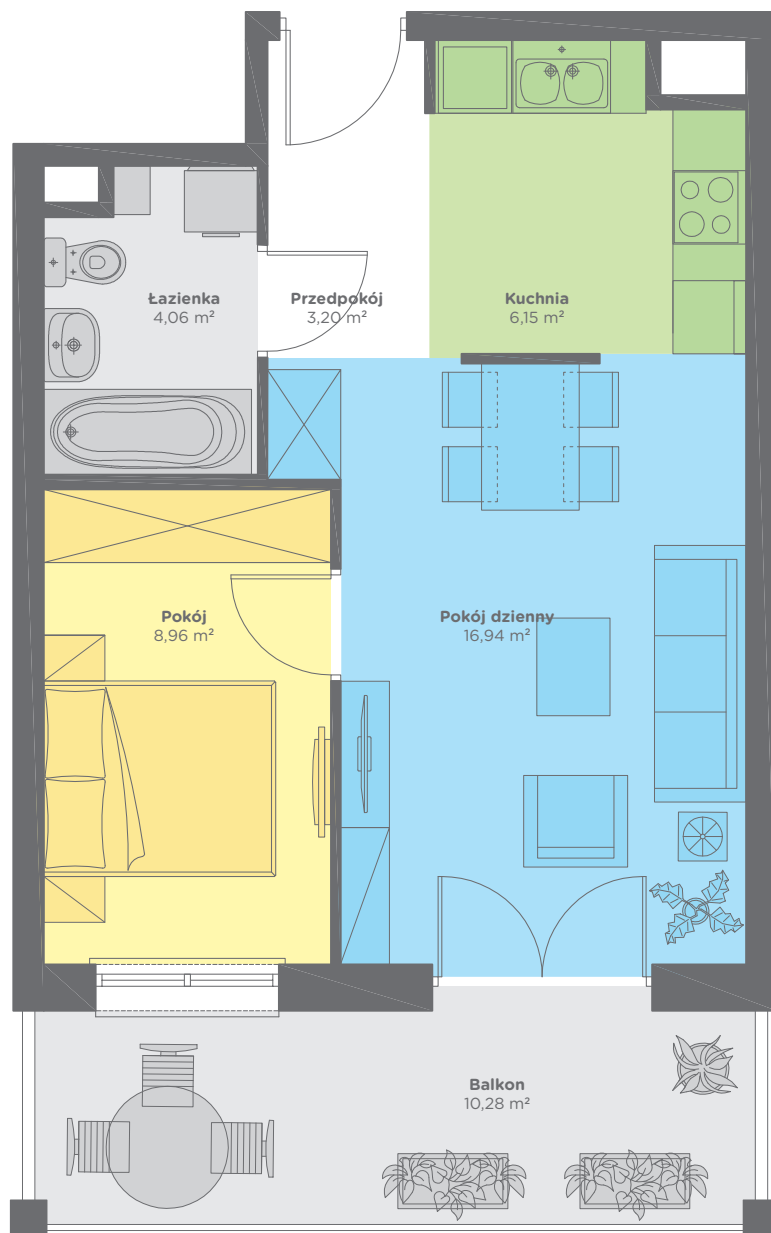 Łazienka
4,06 m²
Przedpokój
3,20 m²
Kuchnia
6,15 m²
Pokój
8,96 m²
Pokój dzienny
16,94 m²
Balkon
10,28 m²